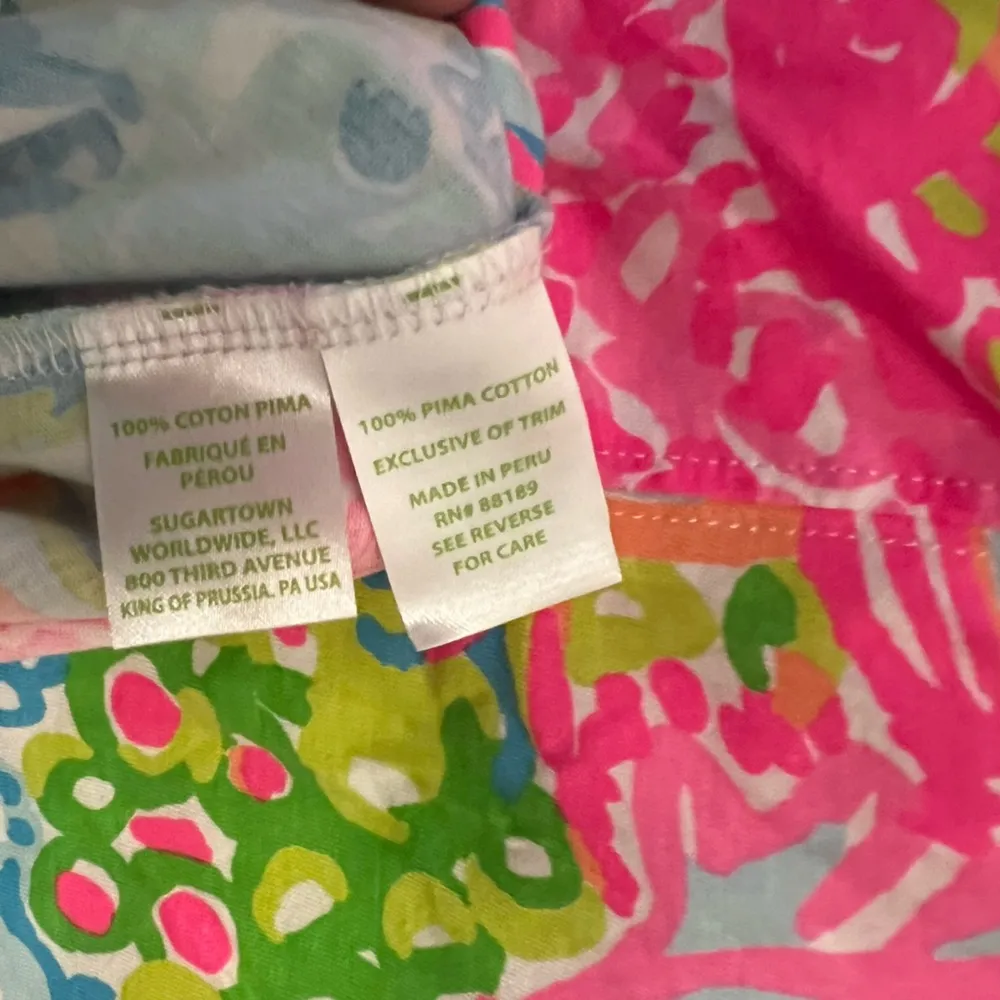 100% COTON PIMA
FABRIQUÉ EN
PÉROU
SUGARTOWN
WORLDWIDE, LLC
800 THIRD AVENUE
KING OF PRUSSIA. PA USA
100% PIMA COTTON
EXCLUSIVE OF TRIM
MADE IN PERU
RN# 88189
SEE REVERSE
FOR CARE